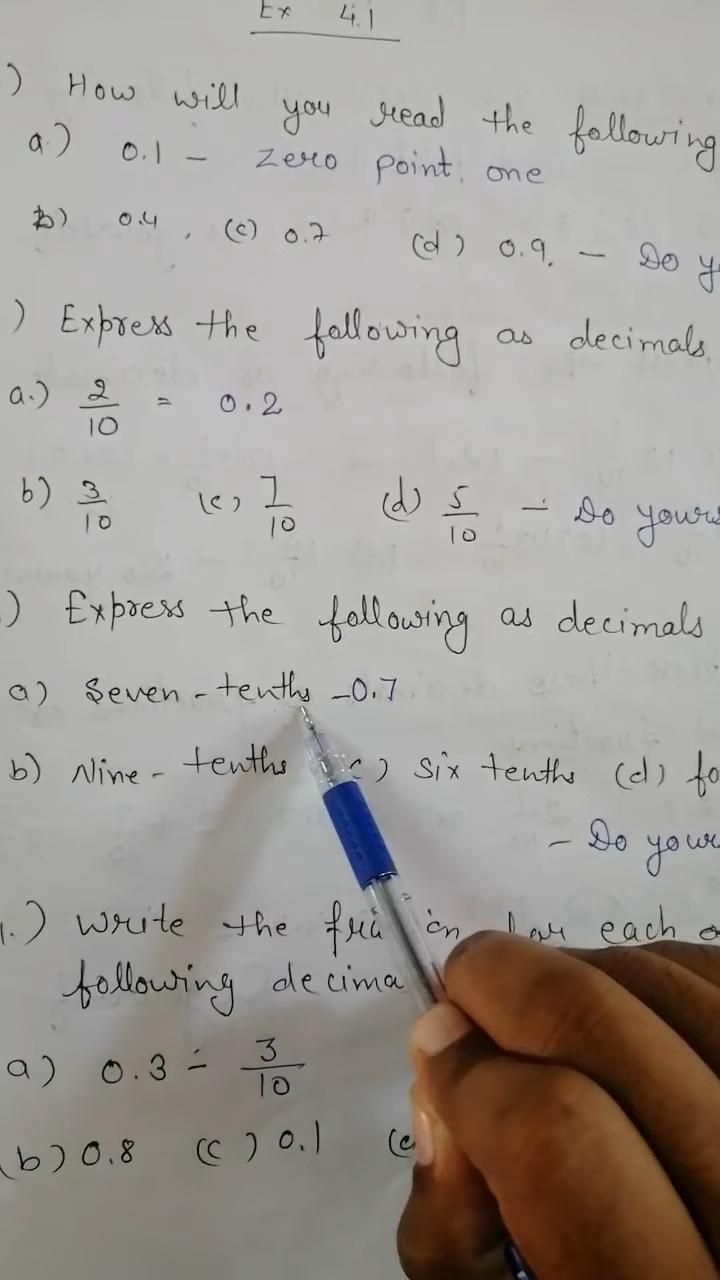 Ex 4.1
) How will you read the following
a) 0.1 - zero point one
b) 0.4, (c) 0.7 (d) 0.9. - Do
) Express the following as decimals.
a.) 2/10 = 0.2
b) 3/10 (c) 7/10 (d) 5/10 - Do yours
.) Express the following as decimals
a) Seven - tenths - 0.7
b) Nine - tenths c) Six tenths (d)
- Do your
.) Write the for each
following decima
a) 0.3 = 3/10
(b) 0.8 (c) 0.1